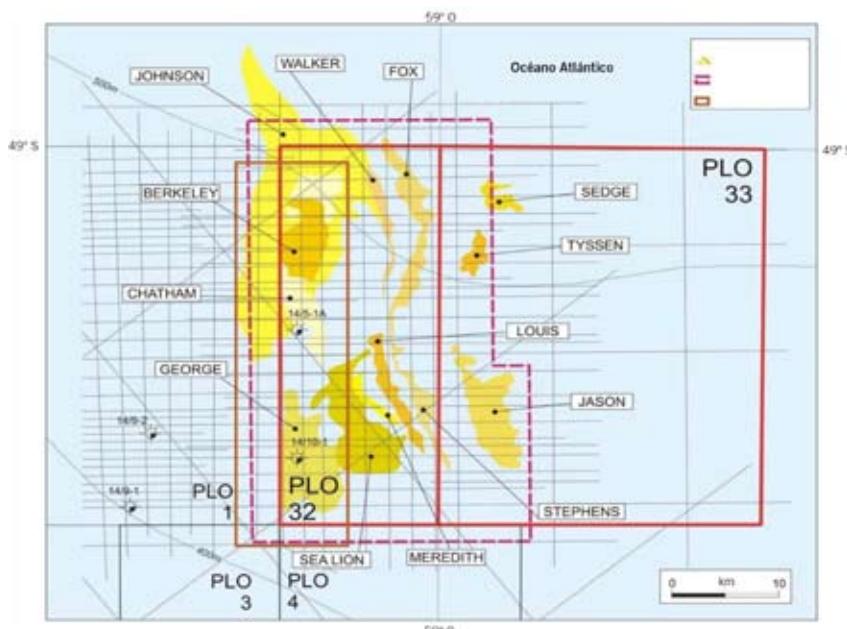 59° O
WALKER
FOX
JOHNSON
Océano Atlántico
500m
49° S
49° S
PLO
33
BERKELEY
SEDGE
TYSSEN
CHATHAM
14/5-1A
LOUIS
GEORGE
JASON
14/9-2
14/10-1
14/9-1
PLO
1
PLO
32
STEPHENS
400m
SEA LION
MEREDITH
PLO
3
PLO
4
km
0
10